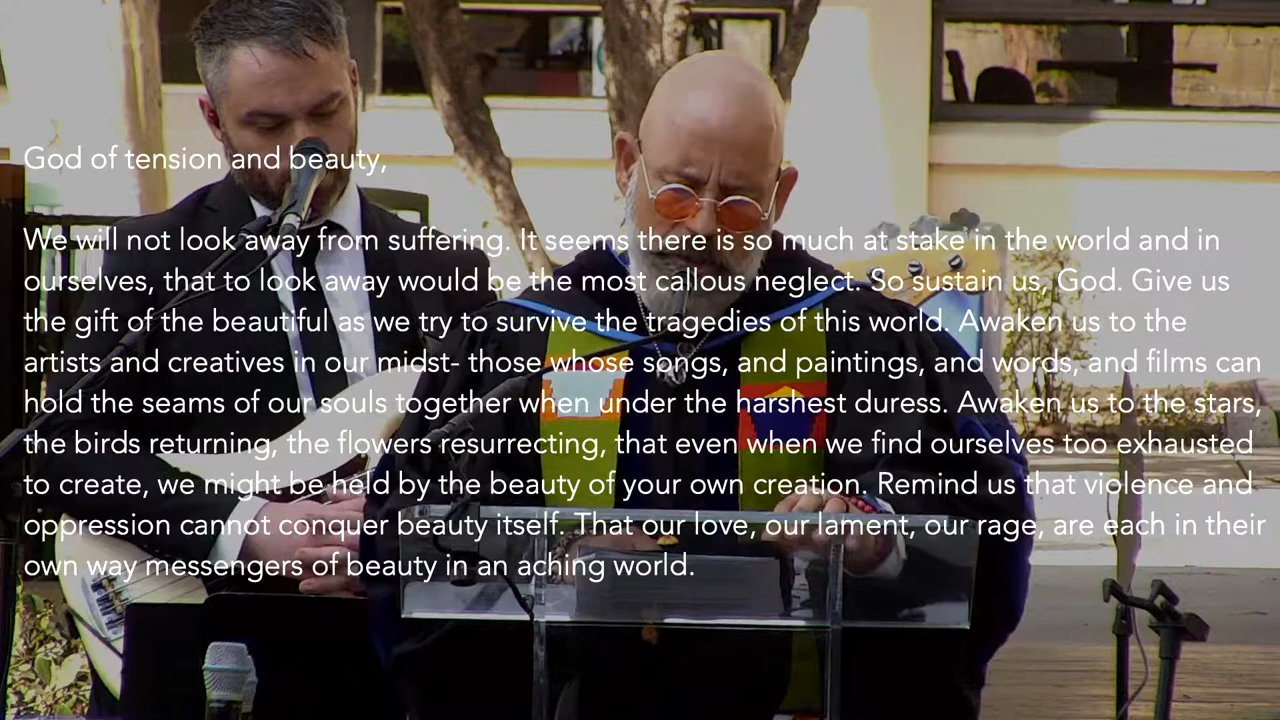 God of tension and beauty,
We will not look away from suffering. It seems there is so much at stake in the world and in
ourselves, that to look away would be the most callous neglect. So sustain us, God. Give us
the gift of the beautiful as we try to survive the tragedies of this world. Awaken us to the
artists and creatives in our midst- those whose songs, and paintings, and words, and films can
hold the seams of our souls together when under the harshest duress. Awaken us to the stars,
the birds returning, the flowers resurrecting, that even when we find ourselves too exhausted
to create, we might be held by the beauty of your own creation. Remind us that violence and
oppression cannot conquer beauty itself. That our love, our lament, our rage, are each in their
own way messengers of beauty in an aching world.